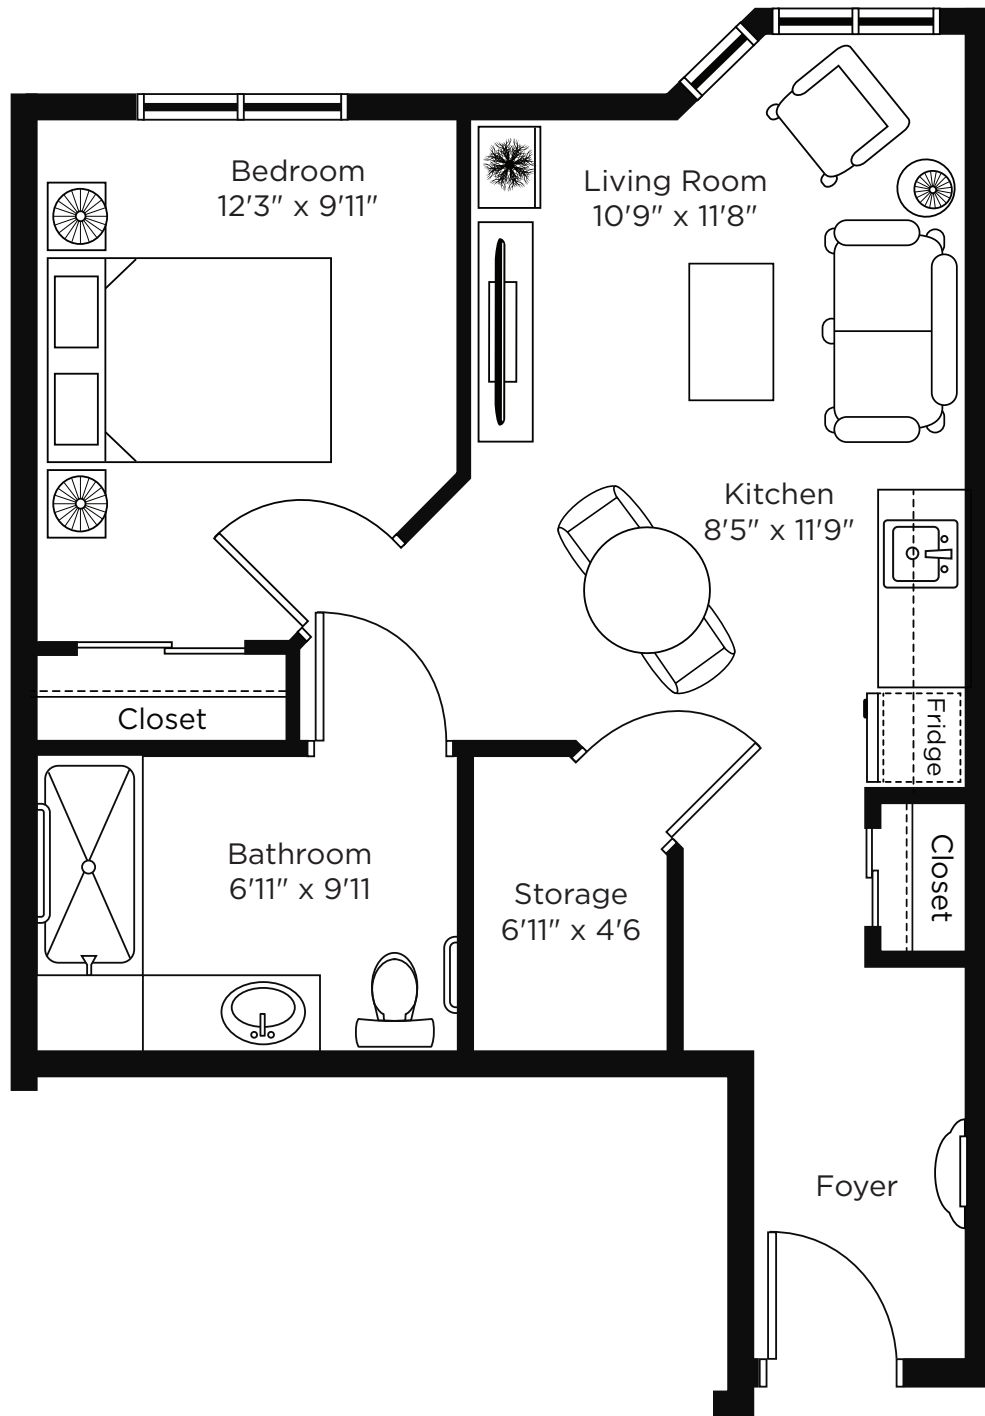 Bedroom
12'3" x 9'11"
Living Room
10'9" x 11'8"
Kitchen
8'5" x 11'9"
Fridge
Closet
Closet
Bathroom
6'11" x 9'11
Storage
6'11" x 4'6
Foyer